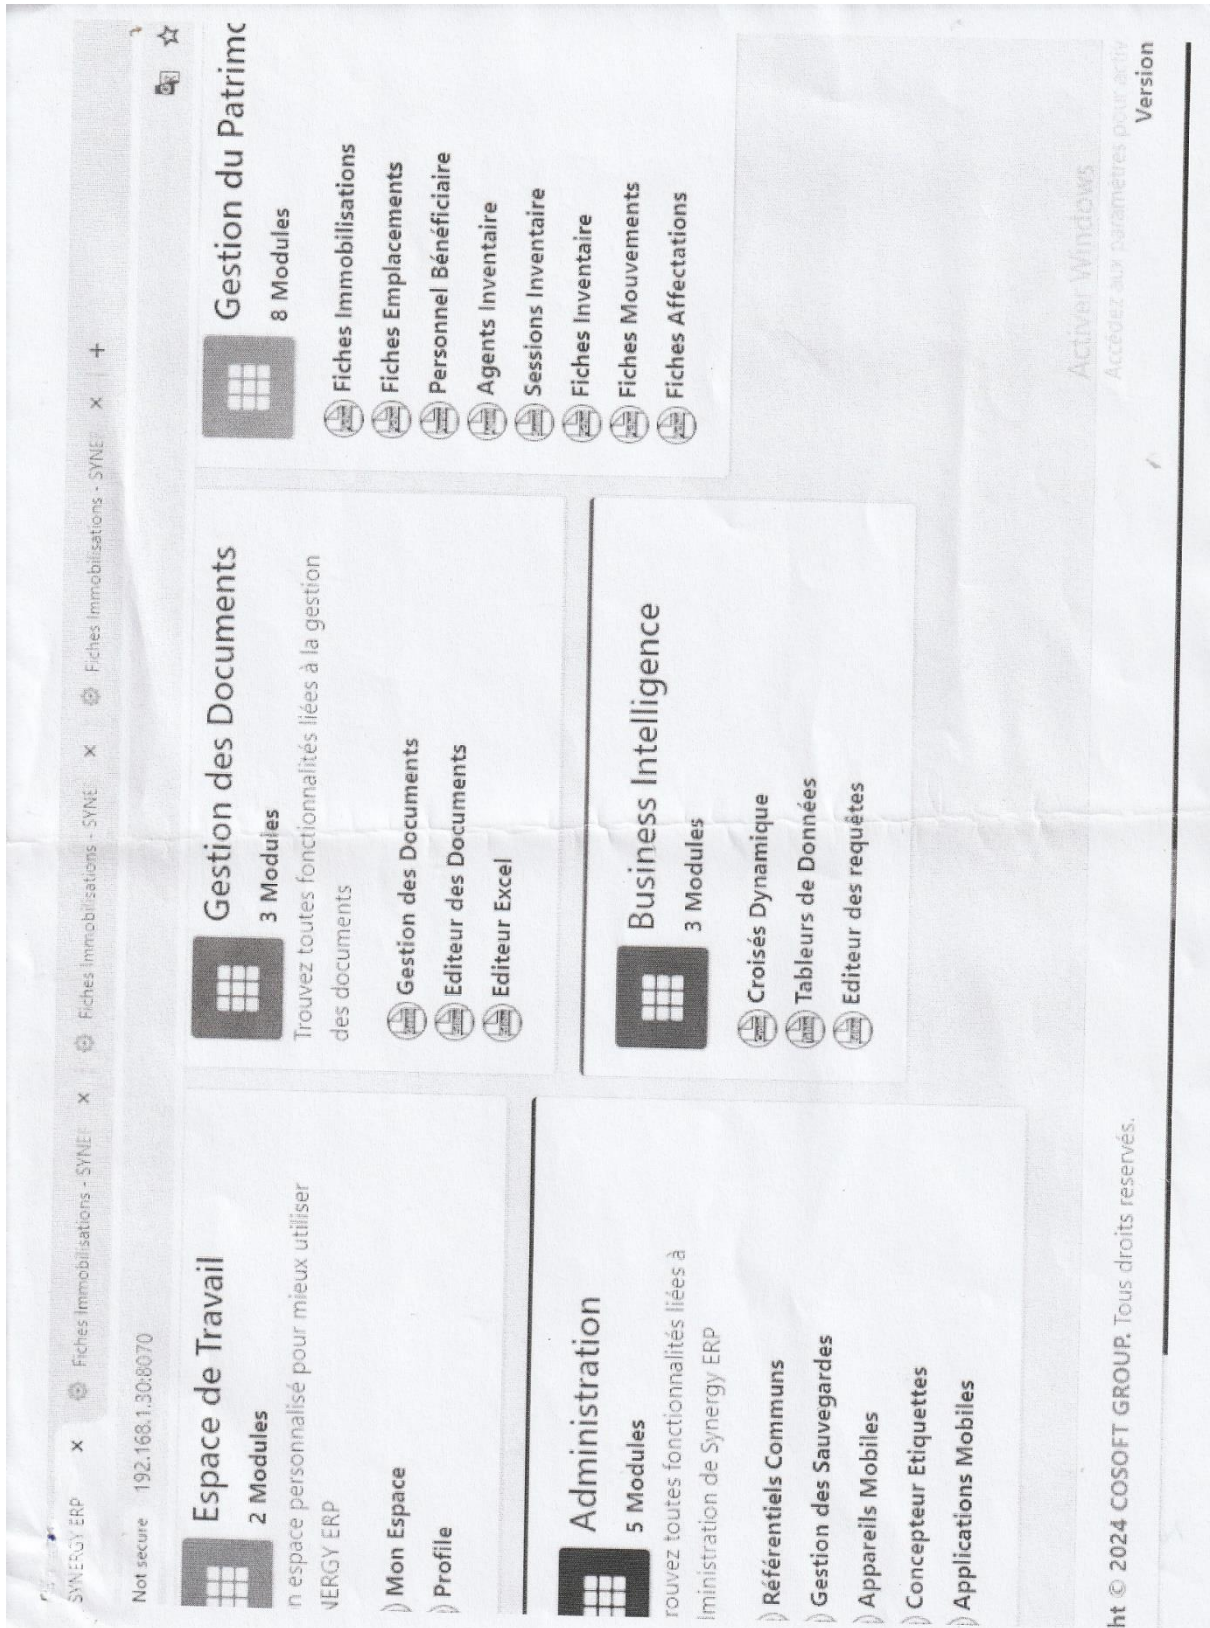 SYNERGY ERP
Fiches Immobilisations - SYNE
Fiches Immobilisations - SYNE
Fiches Immobilisations - SYNE
Not secure 192.168.1.30:8070
Espace de Travail
2 Modules
n espace personnalisé pour mieux utiliser
NERGY ERP
Mon Espace
Profile
Administration
5 Modules
rouvez toutes fonctionnalités liées à
lministration de Synergy ERP
Référentiels Communs
Gestion des Sauvegardes
Appareils Mobiles
Concepteur Etiquettes
Applications Mobiles
Gestion des Documents
3 Modules
Trouvez toutes fonctionnalités liées à la gestion
des documents
Gestion des Documents
Editeur des Documents
Editeur Excel
Business Intelligence
3 Modules
Croisés Dynamique
Tableurs de Données
Editeur des requêtes
Gestion du Patrimo
8 Modules
Fiches Immobilisations
Fiches Emplacements
Personnel Bénéficiaire
Agents Inventaire
Sessions Inventaire
Fiches Inventaire
Fiches Mouvements
Fiches Affectations
Activer Windows
Accédez aux paramètres pour activ
ht © 2024 COSOFT GROUP. Tous droits reservés.
Version